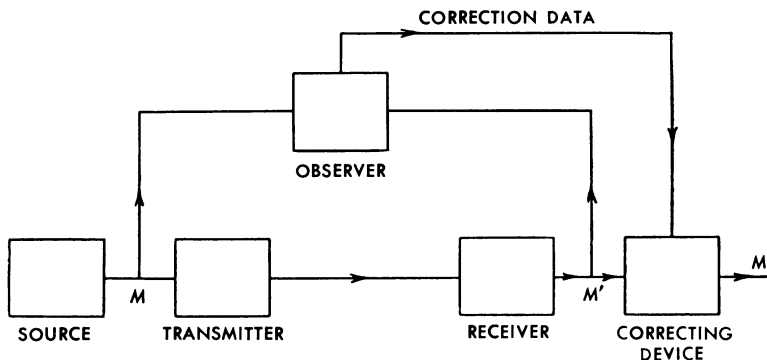 CORRECTION DATA
OBSERVER
M
M'
M
SOURCE
TRANSMITTER
RECEIVER
CORRECTING
DEVICE